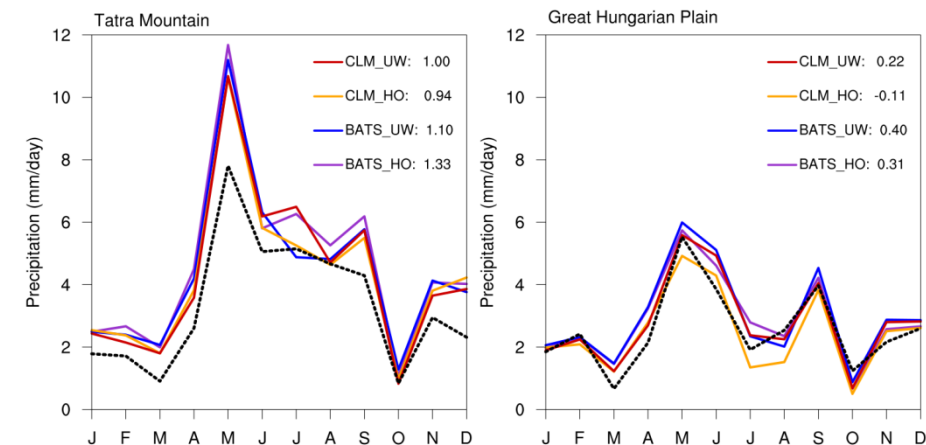 Tatra Mountain
Precipitation (mm/day)
12
10
8
6
4
2
0
CLM_UW: 1.00
CLM_HO: 0.94
BATS_UW: 1.10
BATS_HO: 1.33
J F M A M J J A S O N D
Great Hungarian Plain
Precipitation (mm/day)
12
10
8
6
4
2
0
CLM_UW: 0.22
CLM_HO: -0.11
BATS_UW: 0.40
BATS_HO: 0.31
J F M A M J J A S O N D